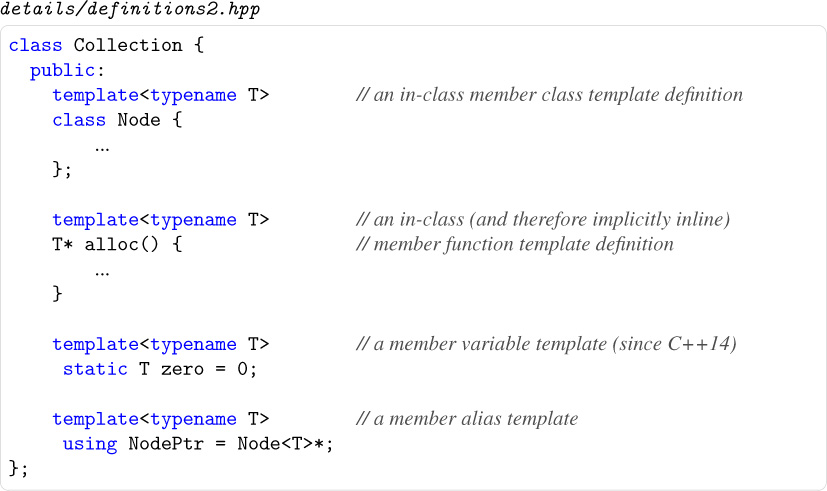 details/definitions2.hpp
class Collection {
public:
template<typename T> // an in-class member class template definition
class Node {
...
};
template<typename T> // an in-class (and therefore implicitly inline)
T* alloc() { // member function template definition
...
}
template<typename T> // a member variable template (since C++14)
static T zero = 0;
template<typename T> // a member alias template
using NodePtr = Node<T>*;
};